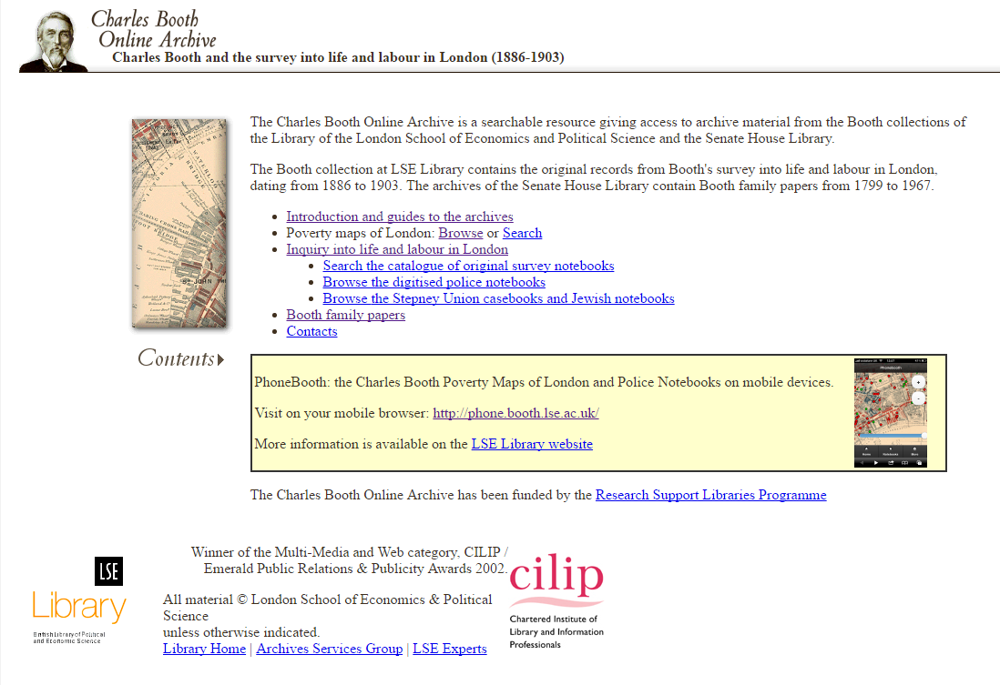 Charles Booth
Online Archive
Charles Booth and the survey into life and labour in London (1886-1903)
The Charles Booth Online Archive is a searchable resource giving access to archive material from the Booth collections of
the Library of the London School of Economics and Political Science and the Senate House Library.
The Booth collection at LSE Library contains the original records from Booth's survey into life and labour in London,
dating from 1886 to 1903. The archives of the Senate House Library contain Booth family papers from 1799 to 1967.
Introduction and guides to the archives
Poverty maps of London: Browse or Search
Inquiry into life and labour in London
Search the catalogue of original survey notebooks
Browse the digitised police notebooks
Browse the Stepney Union casebooks and Jewish notebooks
Booth family papers
Contacts
Contents
PhoneBooth: the Charles Booth Poverty Maps of London and Police Notebooks on mobile devices.
Visit on your mobile browser: http://phone.booth.lse.ac.uk/
More information is available on the LSE Library website
PhoneBooth
The Charles Booth Online Archive has been funded by the Research Support Libraries Programme
LSE
Library
British Library of Political
and Economic Science
Winner of the Multi-Media and Web category, CILIP /
Emerald Public Relations & Publicity Awards 2002.
All material © London School of Economics & Political
Science
unless otherwise indicated.
Library Home | Archives Services Group | LSE Experts
cilip
Chartered Institute of
Library and Information
Professionals